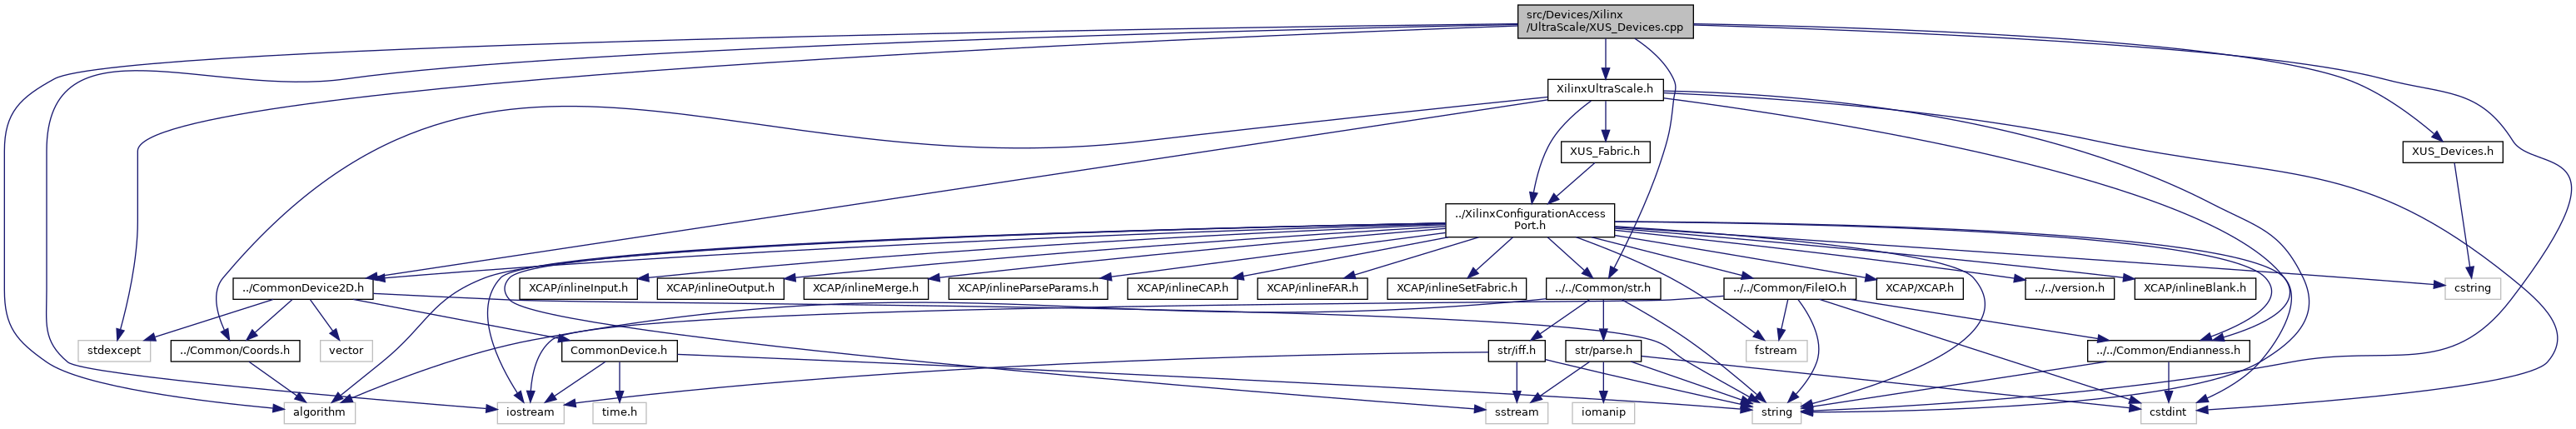 src/Devices/Xilinx
/UltraScale/XUS_Devices.cpp
XilinxUltraScale.h
XUS_Fabric.h
XUS_Devices.h
../XilinxConfigurationAccess
Port.h
../CommonDevice2D.h
XCAP/inlineInput.h
XCAP/inlineOutput.h
XCAP/inlineMerge.h
XCAP/inlineParseParams.h
XCAP/inlineCAP.h
XCAP/inlineFAR.h
XCAP/inlineSetFabric.h
../../Common/str.h
../../Common/FileIO.h
XCAP/XCAP.h
../../version.h
XCAP/inlineBlank.h
cstring
stdexcept
../Common/Coords.h
vector
CommonDevice.h
str/iff.h
str/parse.h
fstream
../../Common/Endianness.h
algorithm
iostream
time.h
sstream
iomanip
string
cstdint